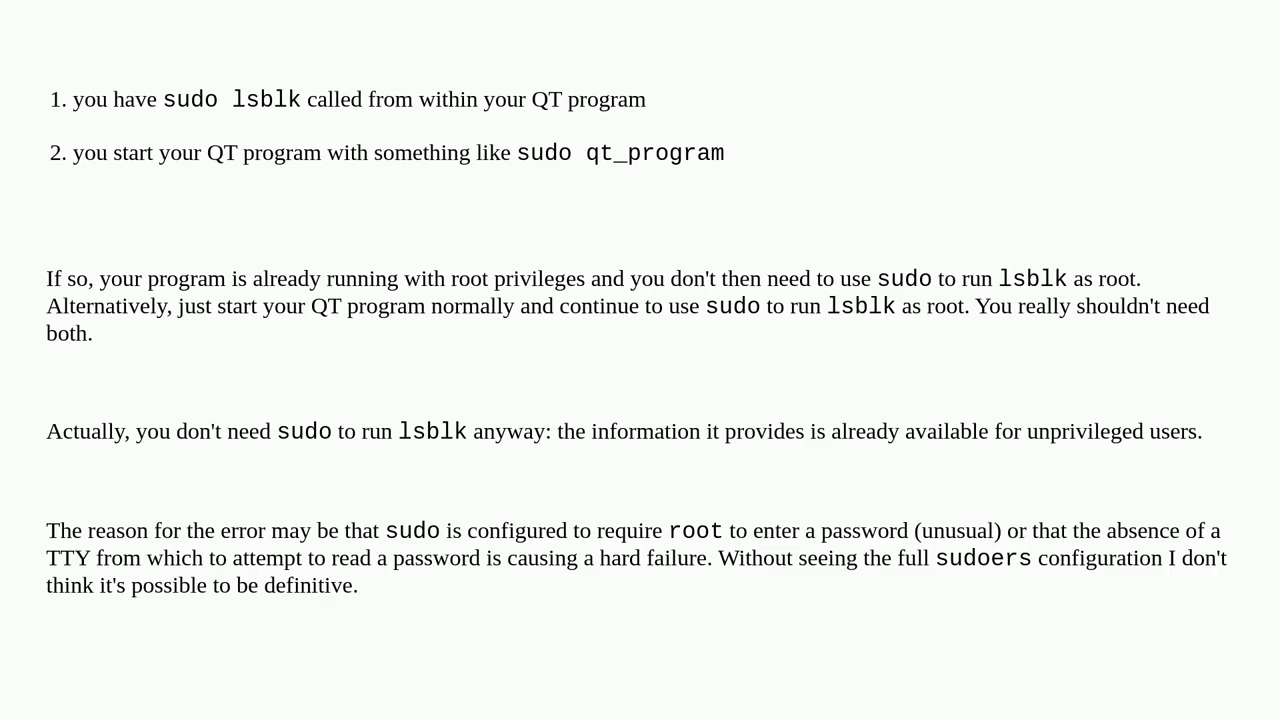 1. you have sudo lsblk called from within your QT program
2. you start your QT program with something like sudo qt_program
If so, your program is already running with root privileges and you don't then need to use sudo to run lsblk as root.
Alternatively, just start your QT program normally and continue to use sudo to run lsblk as root. You really shouldn't need
both.
Actually, you don't need sudo to run lsblk anyway: the information it provides is already available for unprivileged users.
The reason for the error may be that sudo is configured to require root to enter a password (unusual) or that the absence of a
TTY from which to attempt to read a password is causing a hard failure. Without seeing the full sudoers configuration I don't
think it's possible to be definitive.